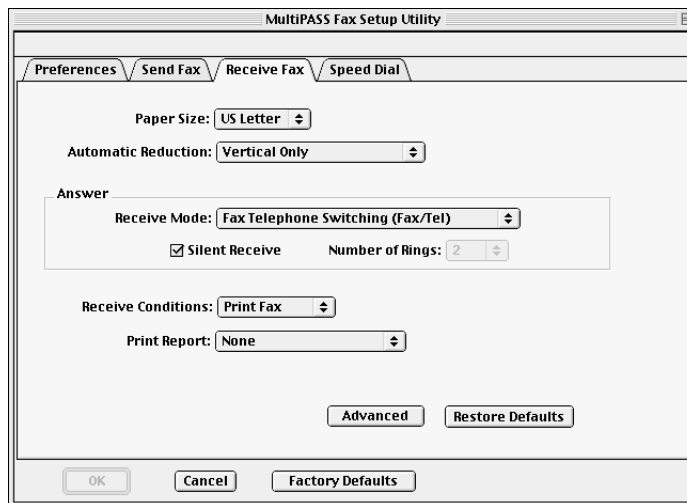 MultiPASS Fax Setup Utility
Preferences Send Fax Receive Fax Speed Dial
Paper Size: US Letter
Automatic Reduction: Vertical Only
Answer
Receive Mode: Fax Telephone Switching (Fax/Tel)
Silent Receive Number of Rings: 2
Receive Conditions: Print Fax
Print Report: None
Advanced Restore Defaults
OK Cancel Factory Defaults